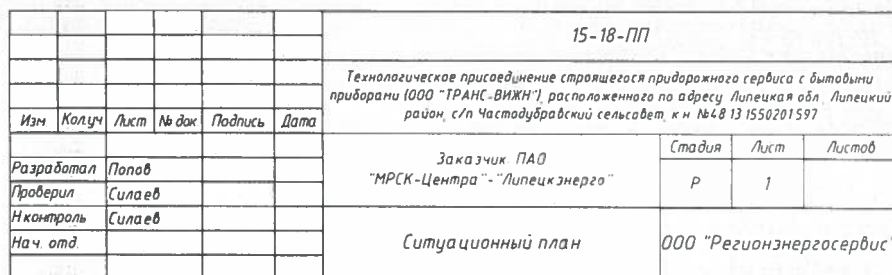 15-18-ПП
Технологическое присоединение строящегося придорожного сервиса с бытовыми
приборами (ООО "ТРАНС-ВИЖН"), расположенного по адресу Липецкая обл Липецкий
район, с/п Частодубравский сельсовет, к н №48 13 1550201597
Изм Кол.уч Лист № док Подпись Дата
Заказчик ПАО
"МРСК-Центра"-"Липецкэнерго"
Стадия Лист Листов
Р 1
Разработал Попов
Проверил Силаев
Н контроль Силаев
Нач. отд.
Ситуационный план
ООО "Регионэнергосервис"